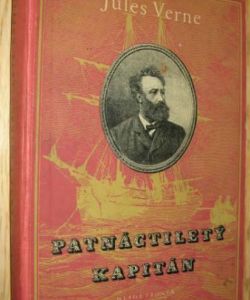 Jules Verne
PATNÁCTILETÝ
KAPITÁN